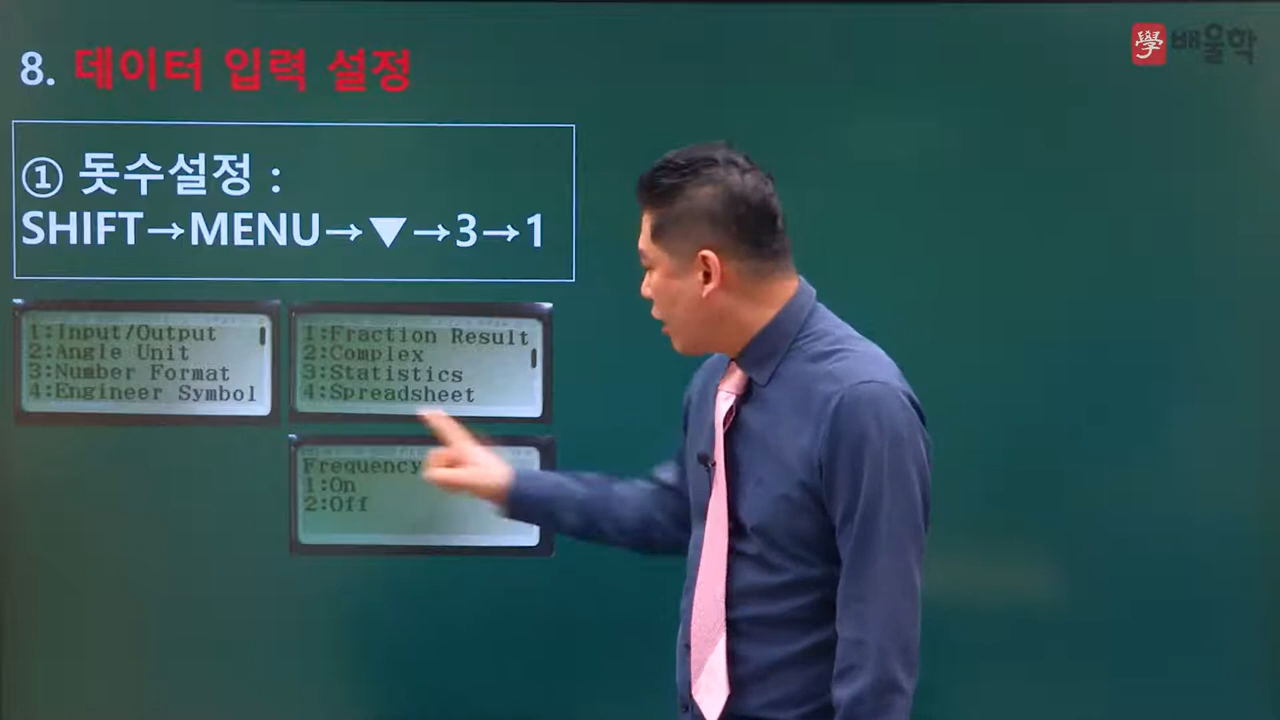 8. 데이터 입력 설정
學 배울학
① 돗수설정 :
SHIFT→MENU→▼→3→1
1:Input/Output
2:Angle Unit
3:Number Format
4:Engineer Symbol
1:Fraction Result
2:Complex
3:Statistics
4:Spreadsheet
Frequency
1:On
2:Off